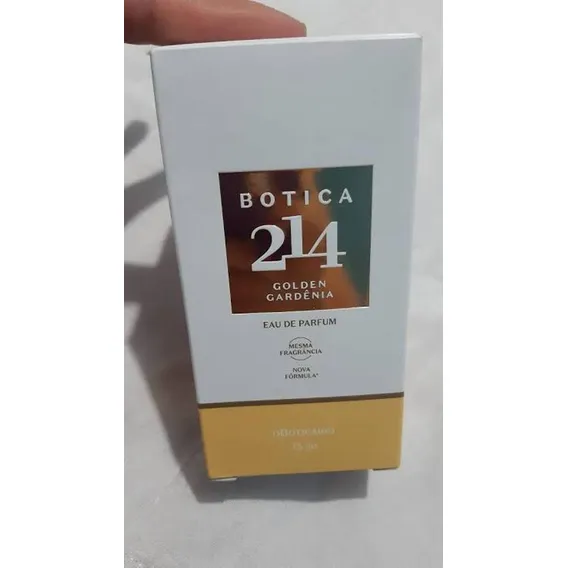 BOTICA
214
GOLDEN
GARDÊNIA
EAU DE PARFUM
MESMA
FRAGRÂNCIA
NOVA
FÓRMULA*